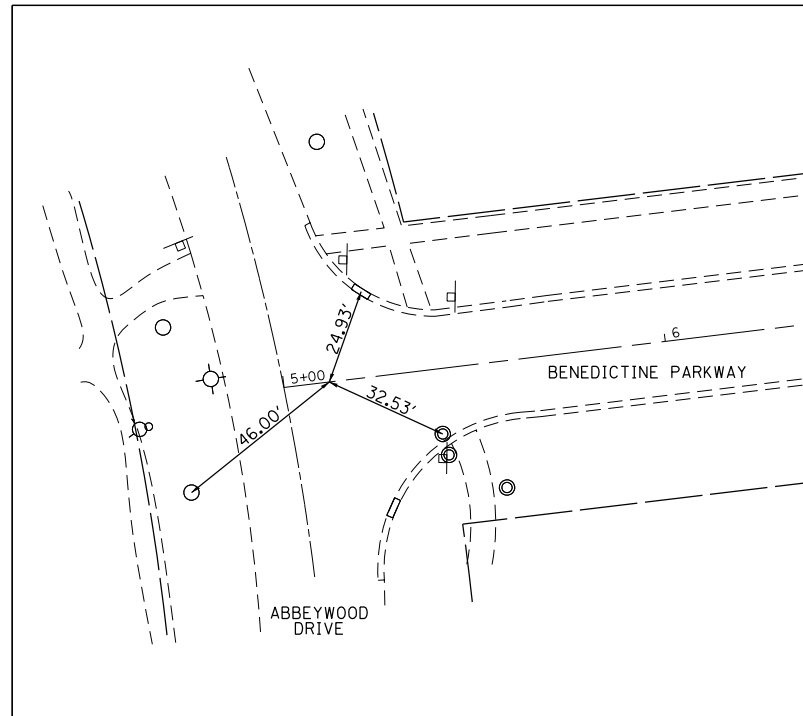 24.93'
6
5+00
BENEDICTINE PARKWAY
32.53'
46.00'
ABBEYWOOD
DRIVE